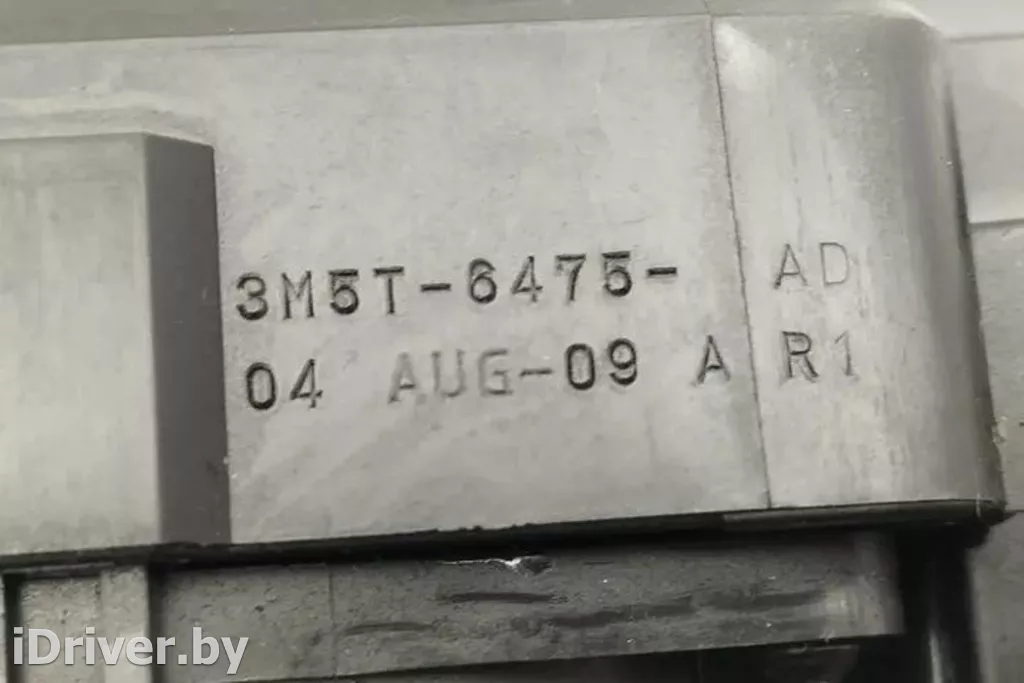 3M5T-6475- AD
04 AUG-09 A R1
iDriver.by